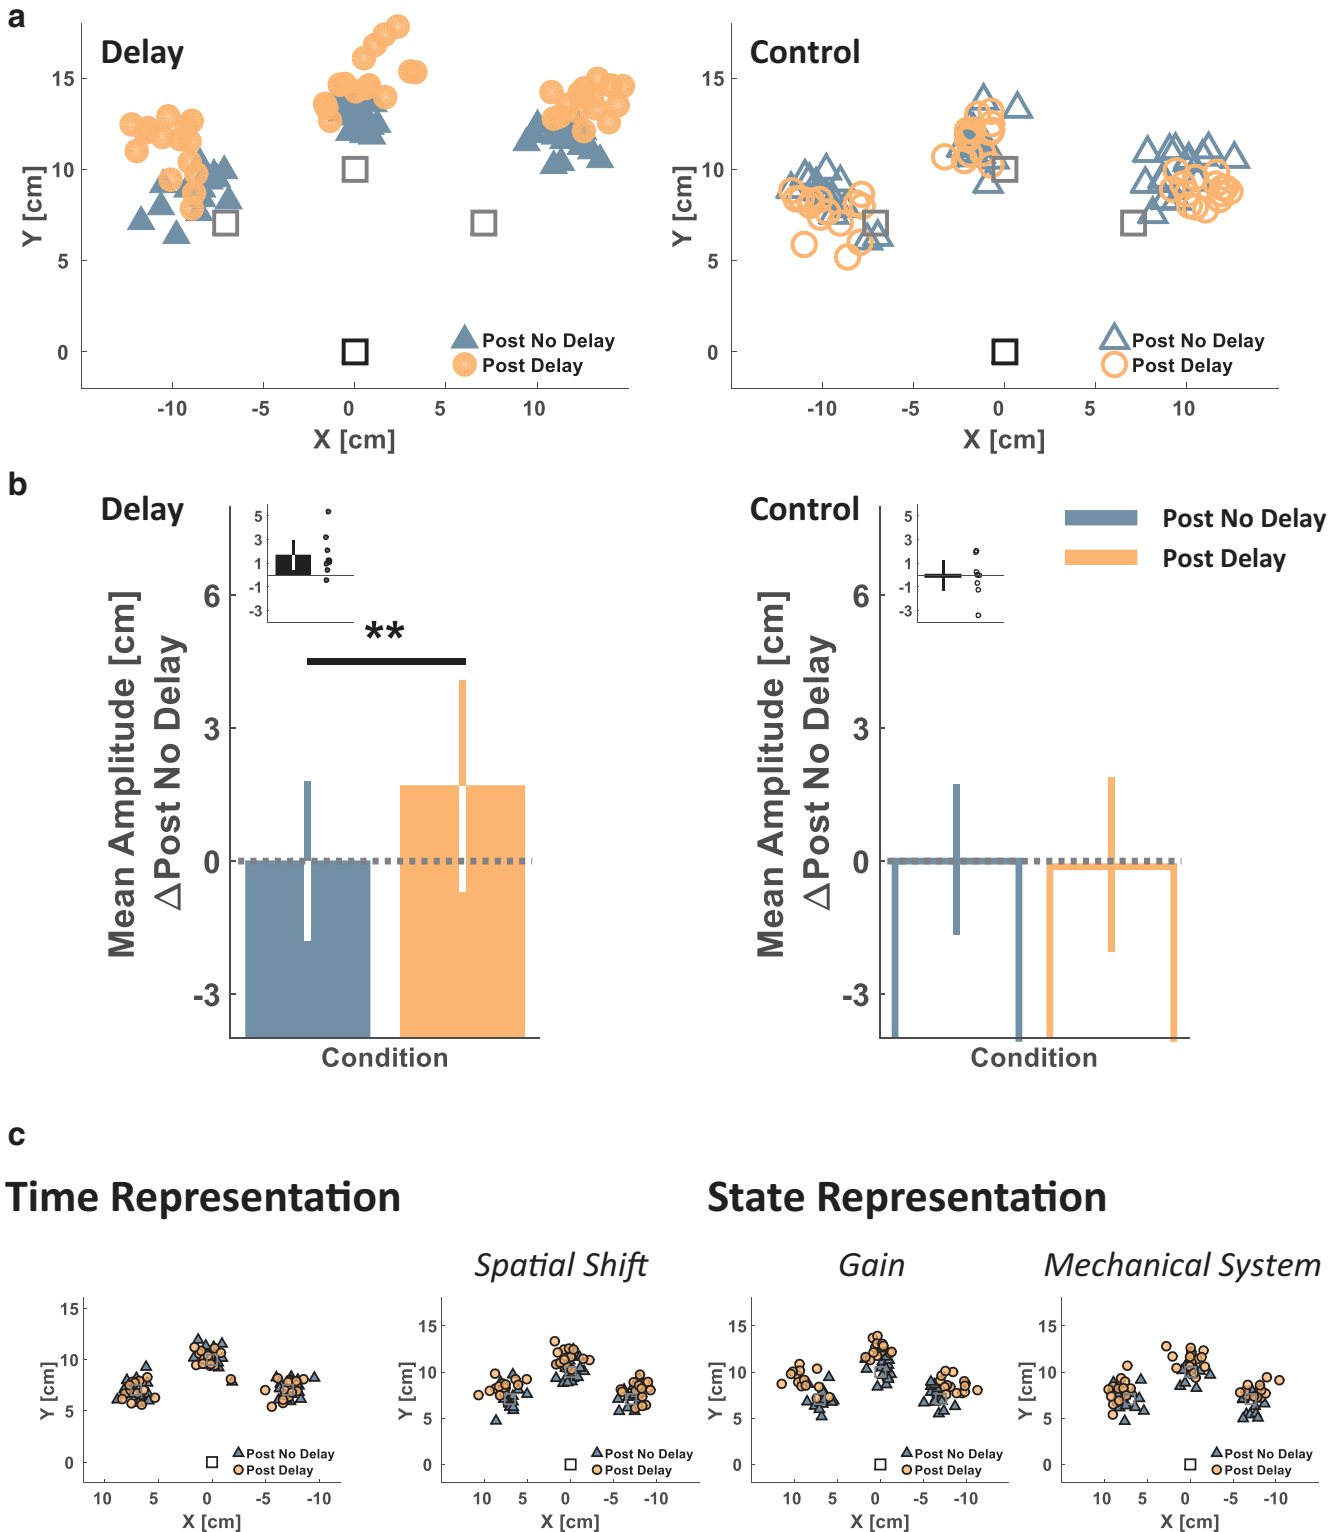 a
Delay
15
10
5
0
Y [cm]
-10
-5
0
5
10
X [cm]
Post No Delay
Post Delay
Control
15
10
5
0
Y [cm]
-10
-5
0
5
10
X [cm]
Post No Delay
Post Delay
b
Delay
5
3
1
-1
-3
**
6
3
0
-3
Mean Amplitude [cm]
△Post No Delay
Condition
Control
5
3
1
-1
-3
6
3
0
-3
Mean Amplitude [cm]
△Post No Delay
Condition
Post No Delay
Post Delay
c
Time Representation
State Representation
Spatial Shift
Gain
Mechanical System
15
10
5
0
Y [cm]
10
5
0
-5
-10
X [cm]
Post No Delay
Post Delay
15
10
5
0
Y [cm]
10
5
0
-5
-10
X [cm]
Post No Delay
Post Delay
15
10
5
0
Y [cm]
10
5
0
-5
-10
X [cm]
Post No Delay
Post Delay
15
10
5
0
Y [cm]
10
5
0
-5
-10
X [cm]
Post No Delay
Post Delay